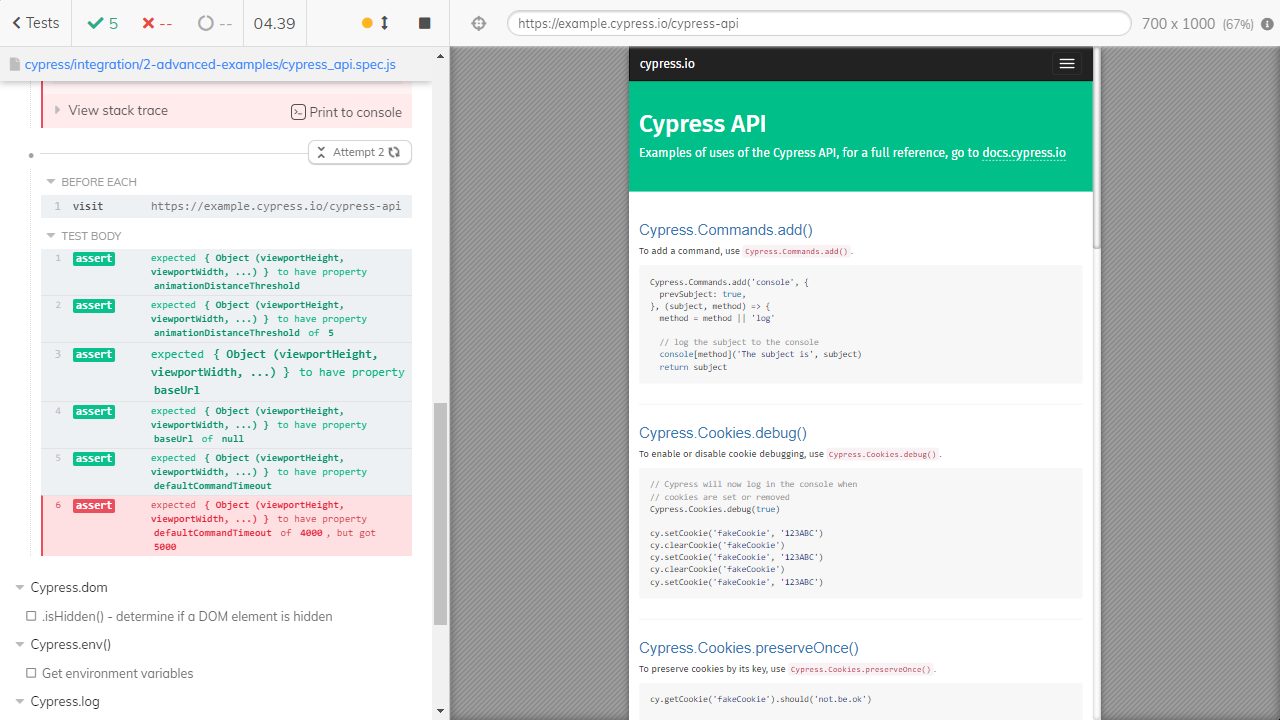 Tests
5
--
--
04.39
https://example.cypress.io/cypress-api
700 x 1000 (67%)
cypress/integration/2-advanced-examples/cypress_api.spec.js
View stack trace
Print to console
Attempt 2
BEFORE EACH
1 visit https://example.cypress.io/cypress-api
TEST BODY
1 assert expected { Object (viewportHeight,
viewportWidth, ...) } to have property
animationDistanceThreshold
2 assert expected { Object (viewportHeight,
viewportWidth, ...) } to have property
animationDistanceThreshold of 5
3 assert expected { Object (viewportHeight,
viewportWidth, ...) } to have property
baseUrl
4 assert expected { Object (viewportHeight,
viewportWidth, ...) } to have property
baseUrl of null
5 assert expected { Object (viewportHeight,
viewportWidth, ...) } to have property
defaultCommandTimeout
6 assert expected { Object (viewportHeight,
viewportWidth, ...) } to have property
defaultCommandTimeout of 4000, but got
5000
Cypress.dom
.isHidden() - determine if a DOM element is hidden
Cypress.env()
Get environment variables
Cypress.log
cypress.io
Cypress API
Examples of uses of the Cypress API, for a full reference, go to docs.cypress.io
Cypress.Commands.add()
To add a command, use Cypress.Commands.add().
Cypress.Commands.add('console', {
prevSubject: true,
}, (subject, method) => {
method = method || 'log'
// log the subject to the console
console[method]('The subject is', subject)
return subject
Cypress.Cookies.debug()
To enable or disable cookie debugging, use Cypress.Cookies.debug().
// Cypress will now log in the console when
// cookies are set or removed
Cypress.Cookies.debug(true)
cy.setCookie('fakeCookie', '123ABC')
cy.clearCookie('fakeCookie')
cy.setCookie('fakeCookie', '123ABC')
cy.clearCookie('fakeCookie')
cy.setCookie('fakeCookie', '123ABC')
Cypress.Cookies.preserveOnce()
To preserve cookies by its key, use Cypress.Cookies.preserveOnce().
cy.getCookie('fakeCookie').should('not.be.ok')